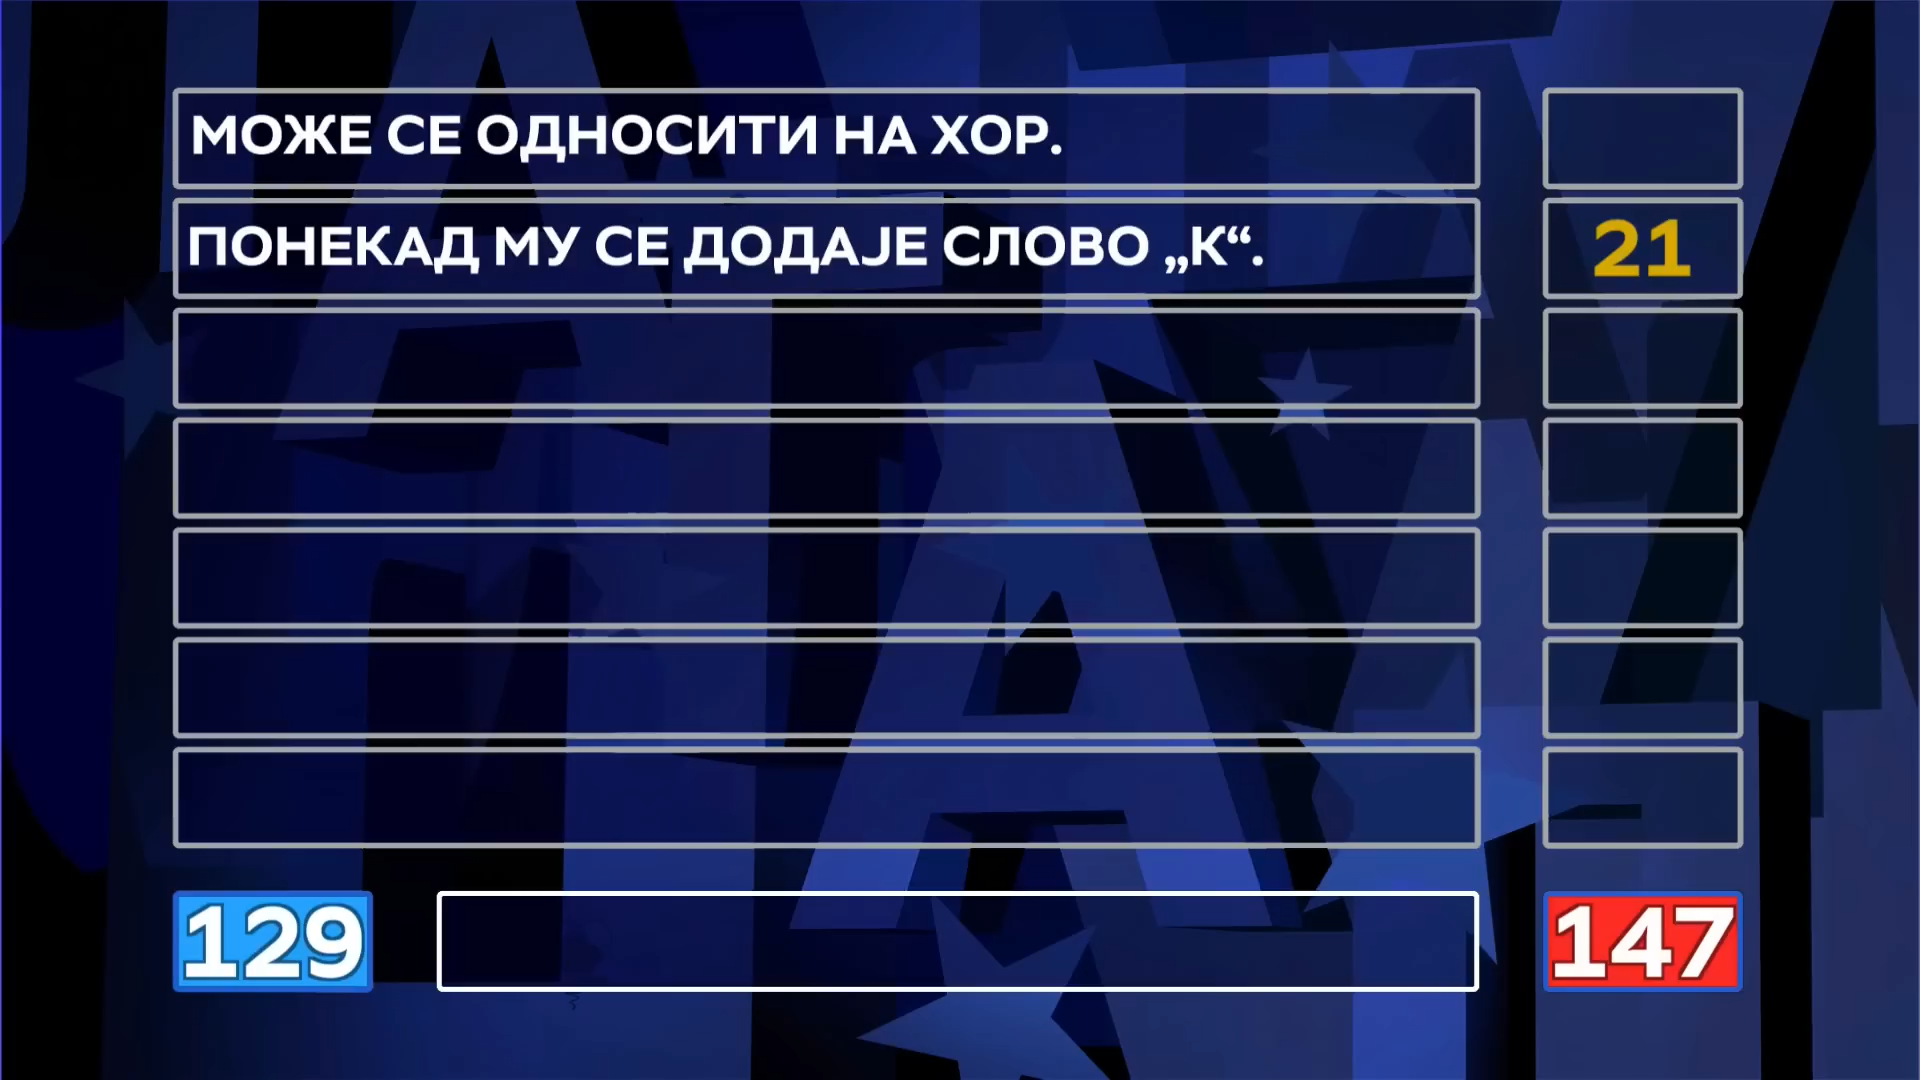 МОЖЕ СЕ ОДНОСИТИ НА ХОР.
ПОНЕКАД МУ СЕ ДОДАЈЕ СЛОВО „К“.
21
129
147